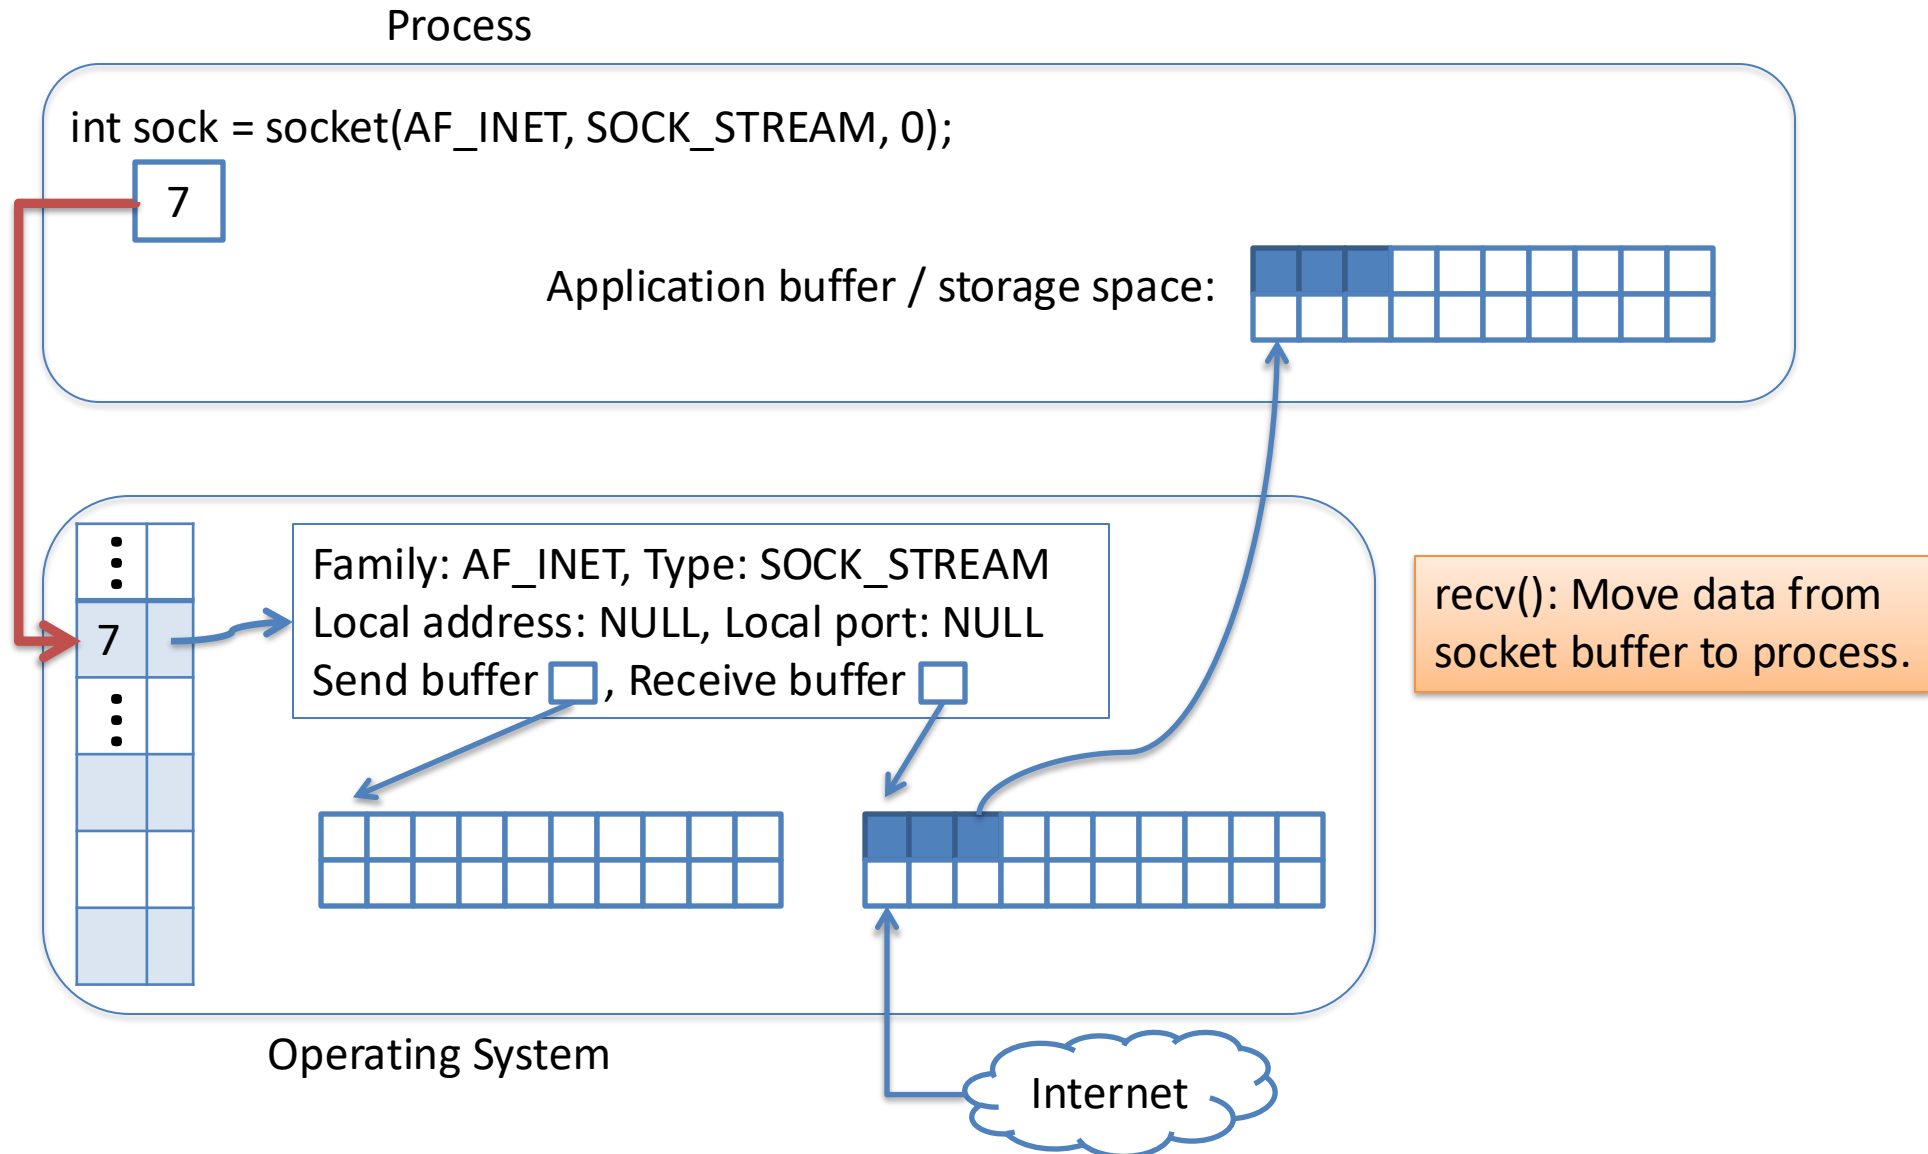 Process
int sock = socket(AF_INET, SOCK_STREAM, 0);
7
Application buffer / storage space:
Family: AF_INET, Type: SOCK_STREAM
7
Local address: NULL, Local port: NULL
Send buffer , Receive buffer
recv(): Move data from
socket buffer to process.
Operating System
Internet